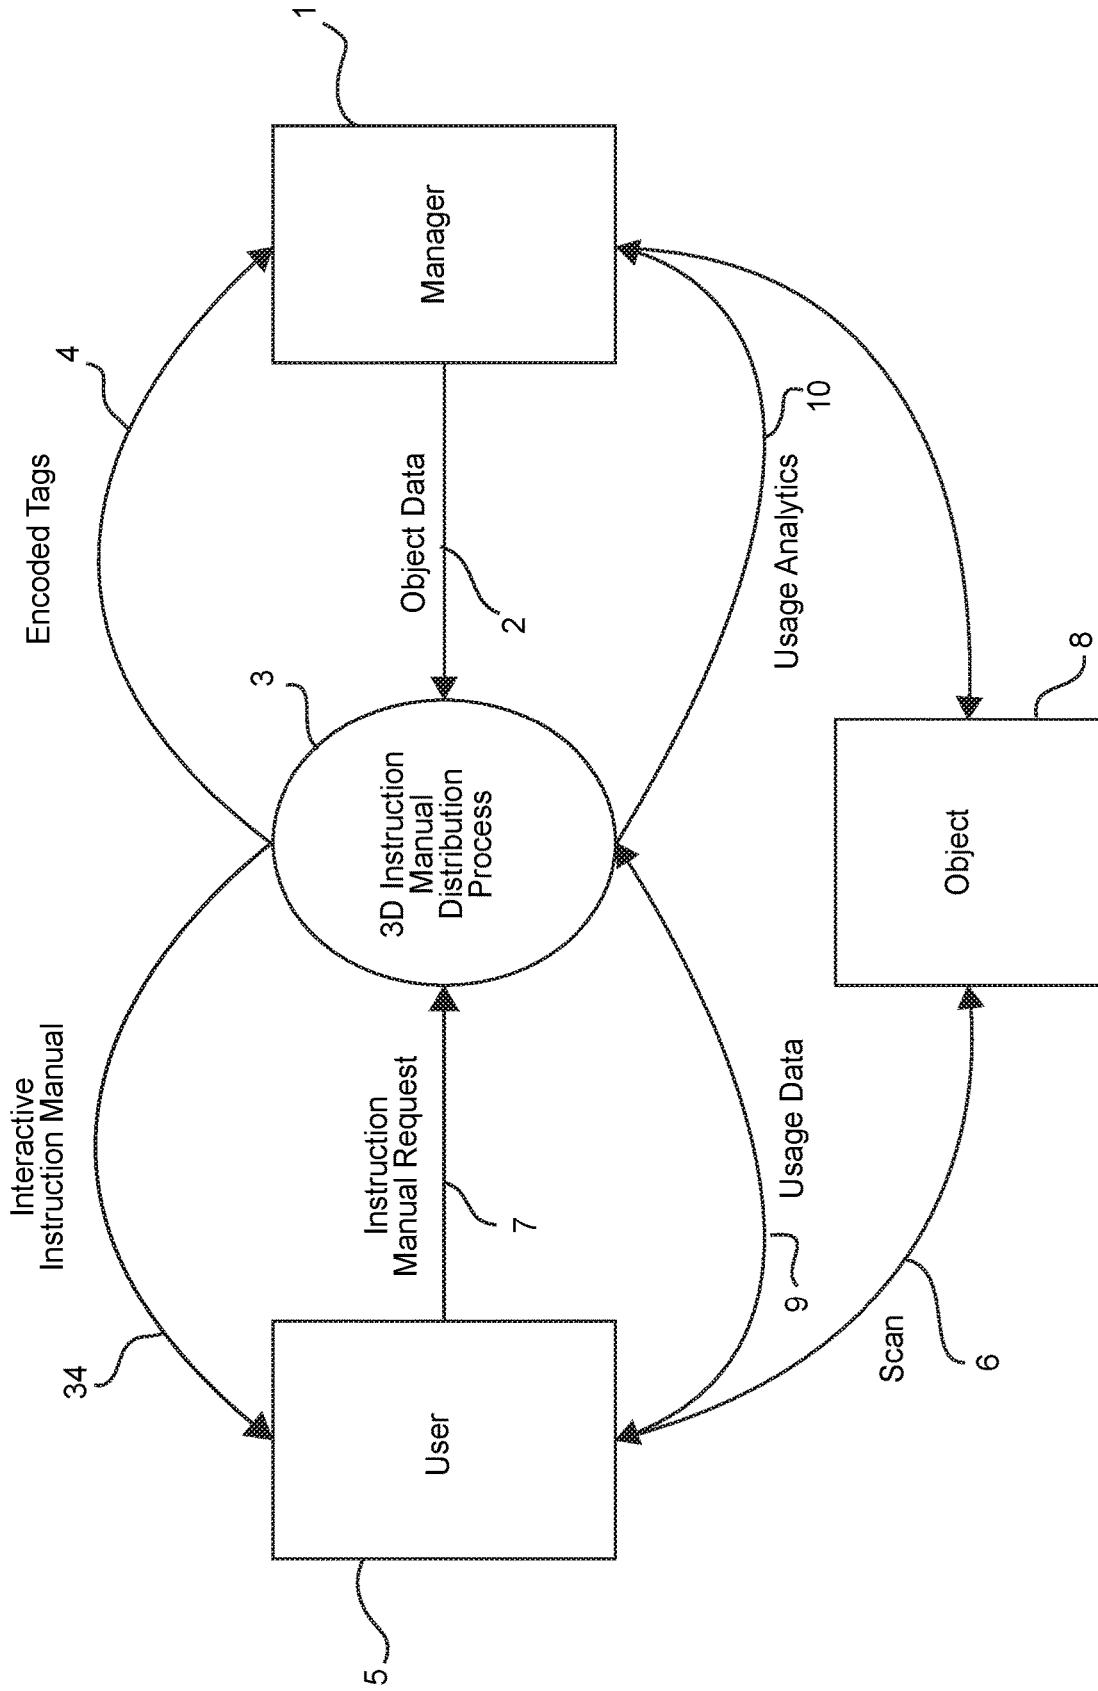 Interactive
Instruction Manual
34
Encoded Tags
4
1
User
5
Instruction
Manual Request
7
3D Instruction
Manual
Distribution
Process
3
Object Data
2
Manager
Usage Data
9
Usage Analytics
10
Scan
6
Object
8